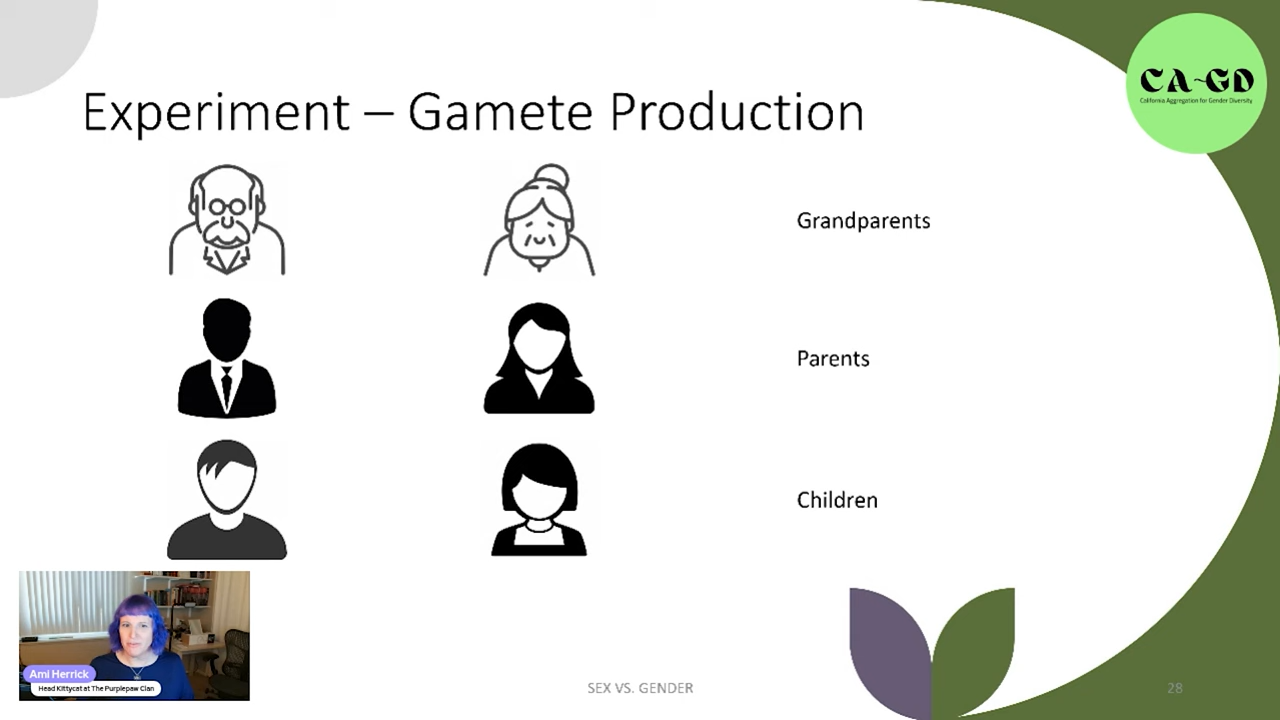 Experiment – Gamete Production
CA~GD
California Aggregation for Gender Diversity
Grandparents
Parents
Children
Ami Herrick
Head Kittycat at The Purplepaw Clan
SEX VS. GENDER
28